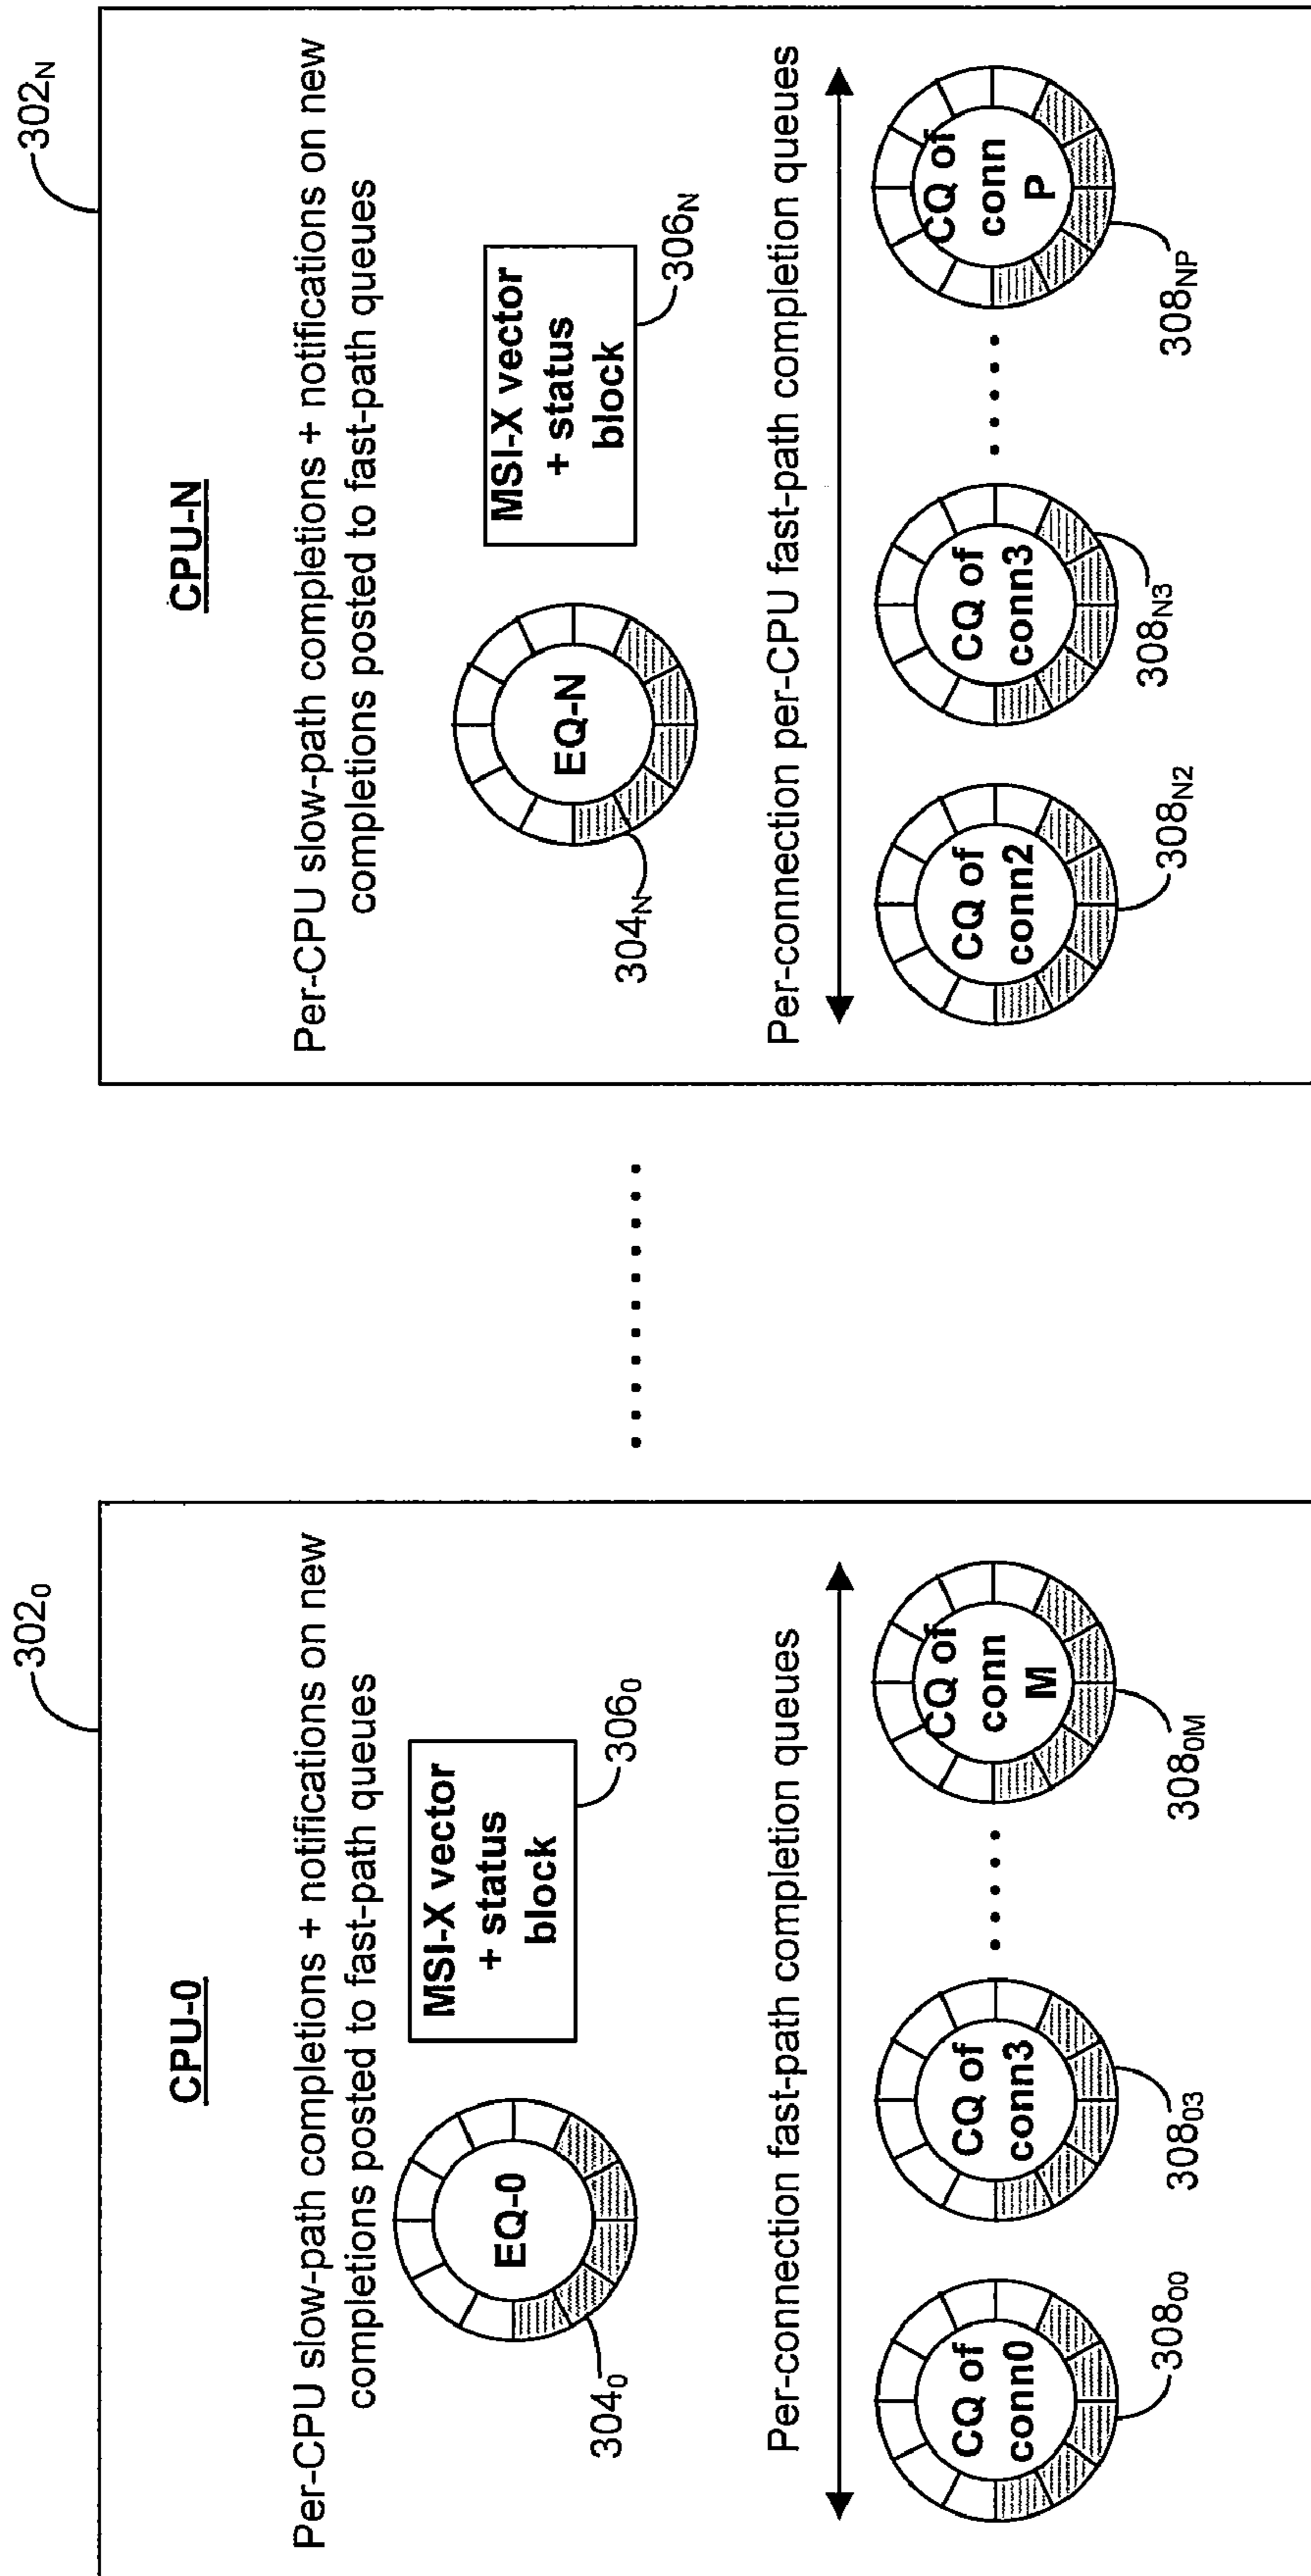 302₀
CPU-0
Per-CPU slow-path completions + notifications on new
completions posted to fast-path queues
EQ-0
304₀
MSI-X vector
+ status
block
306₀
Per-connection fast-path completion queues
CQ of
conn0
308₀₀
CQ of
conn3
308₀₃
CQ of
conn
M
308₀M
302N
CPU-N
Per-CPU slow-path completions + notifications on new
completions posted to fast-path queues
EQ-N
304N
MSI-X vector
+ status
block
306N
Per-connection per-CPU fast-path completion queues
CQ of
conn2
308N2
CQ of
conn3
308N3
CQ of
conn
P
308NP